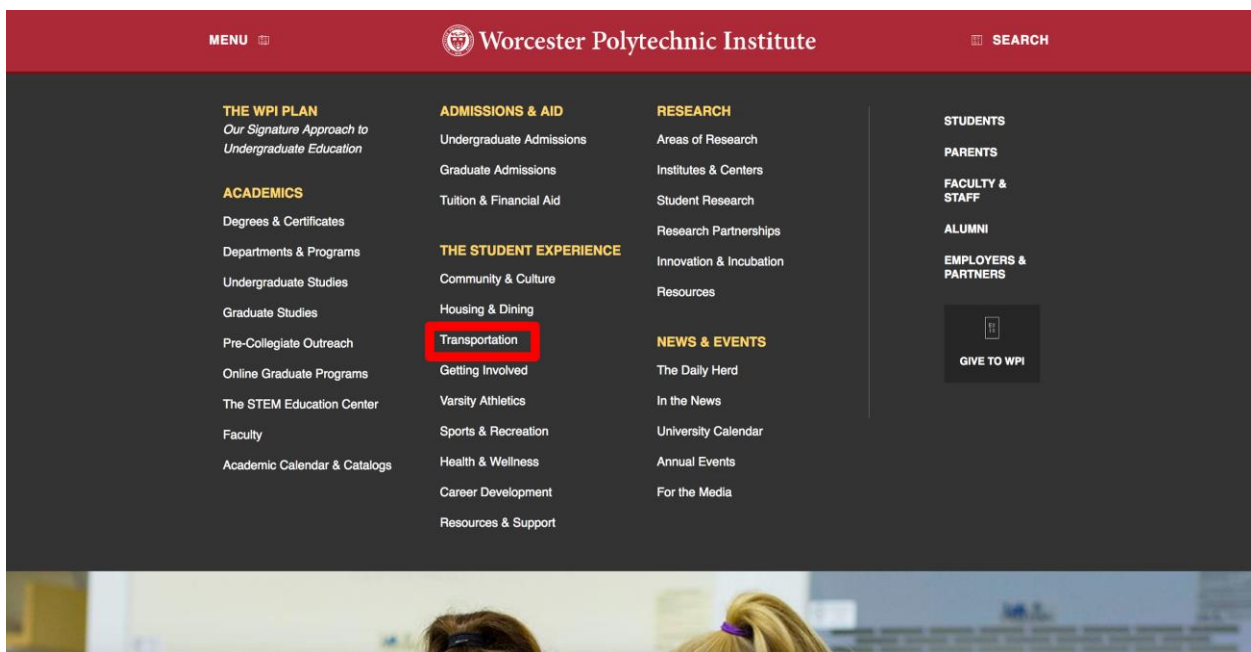 MENU
Worcester Polytechnic Institute
SEARCH
THE WPI PLAN
Our Signature Approach to
Undergraduate Education
ACADEMICS
Degrees & Certificates
Departments & Programs
Undergraduate Studies
Graduate Studies
Pre-Collegiate Outreach
Online Graduate Programs
The STEM Education Center
Faculty
Academic Calendar & Catalogs
ADMISSIONS & AID
Undergraduate Admissions
Graduate Admissions
Tuition & Financial Aid
THE STUDENT EXPERIENCE
Community & Culture
Housing & Dining
Transportation
Getting Involved
Varsity Athletics
Sports & Recreation
Health & Wellness
Career Development
Resources & Support
RESEARCH
Areas of Research
Institutes & Centers
Student Research
Research Partnerships
Innovation & Incubation
Resources
NEWS & EVENTS
The Daily Herd
In the News
University Calendar
Annual Events
For the Media
STUDENTS
PARENTS
FACULTY &
STAFF
ALUMNI
EMPLOYERS &
PARTNERS
GIVE TO WPI